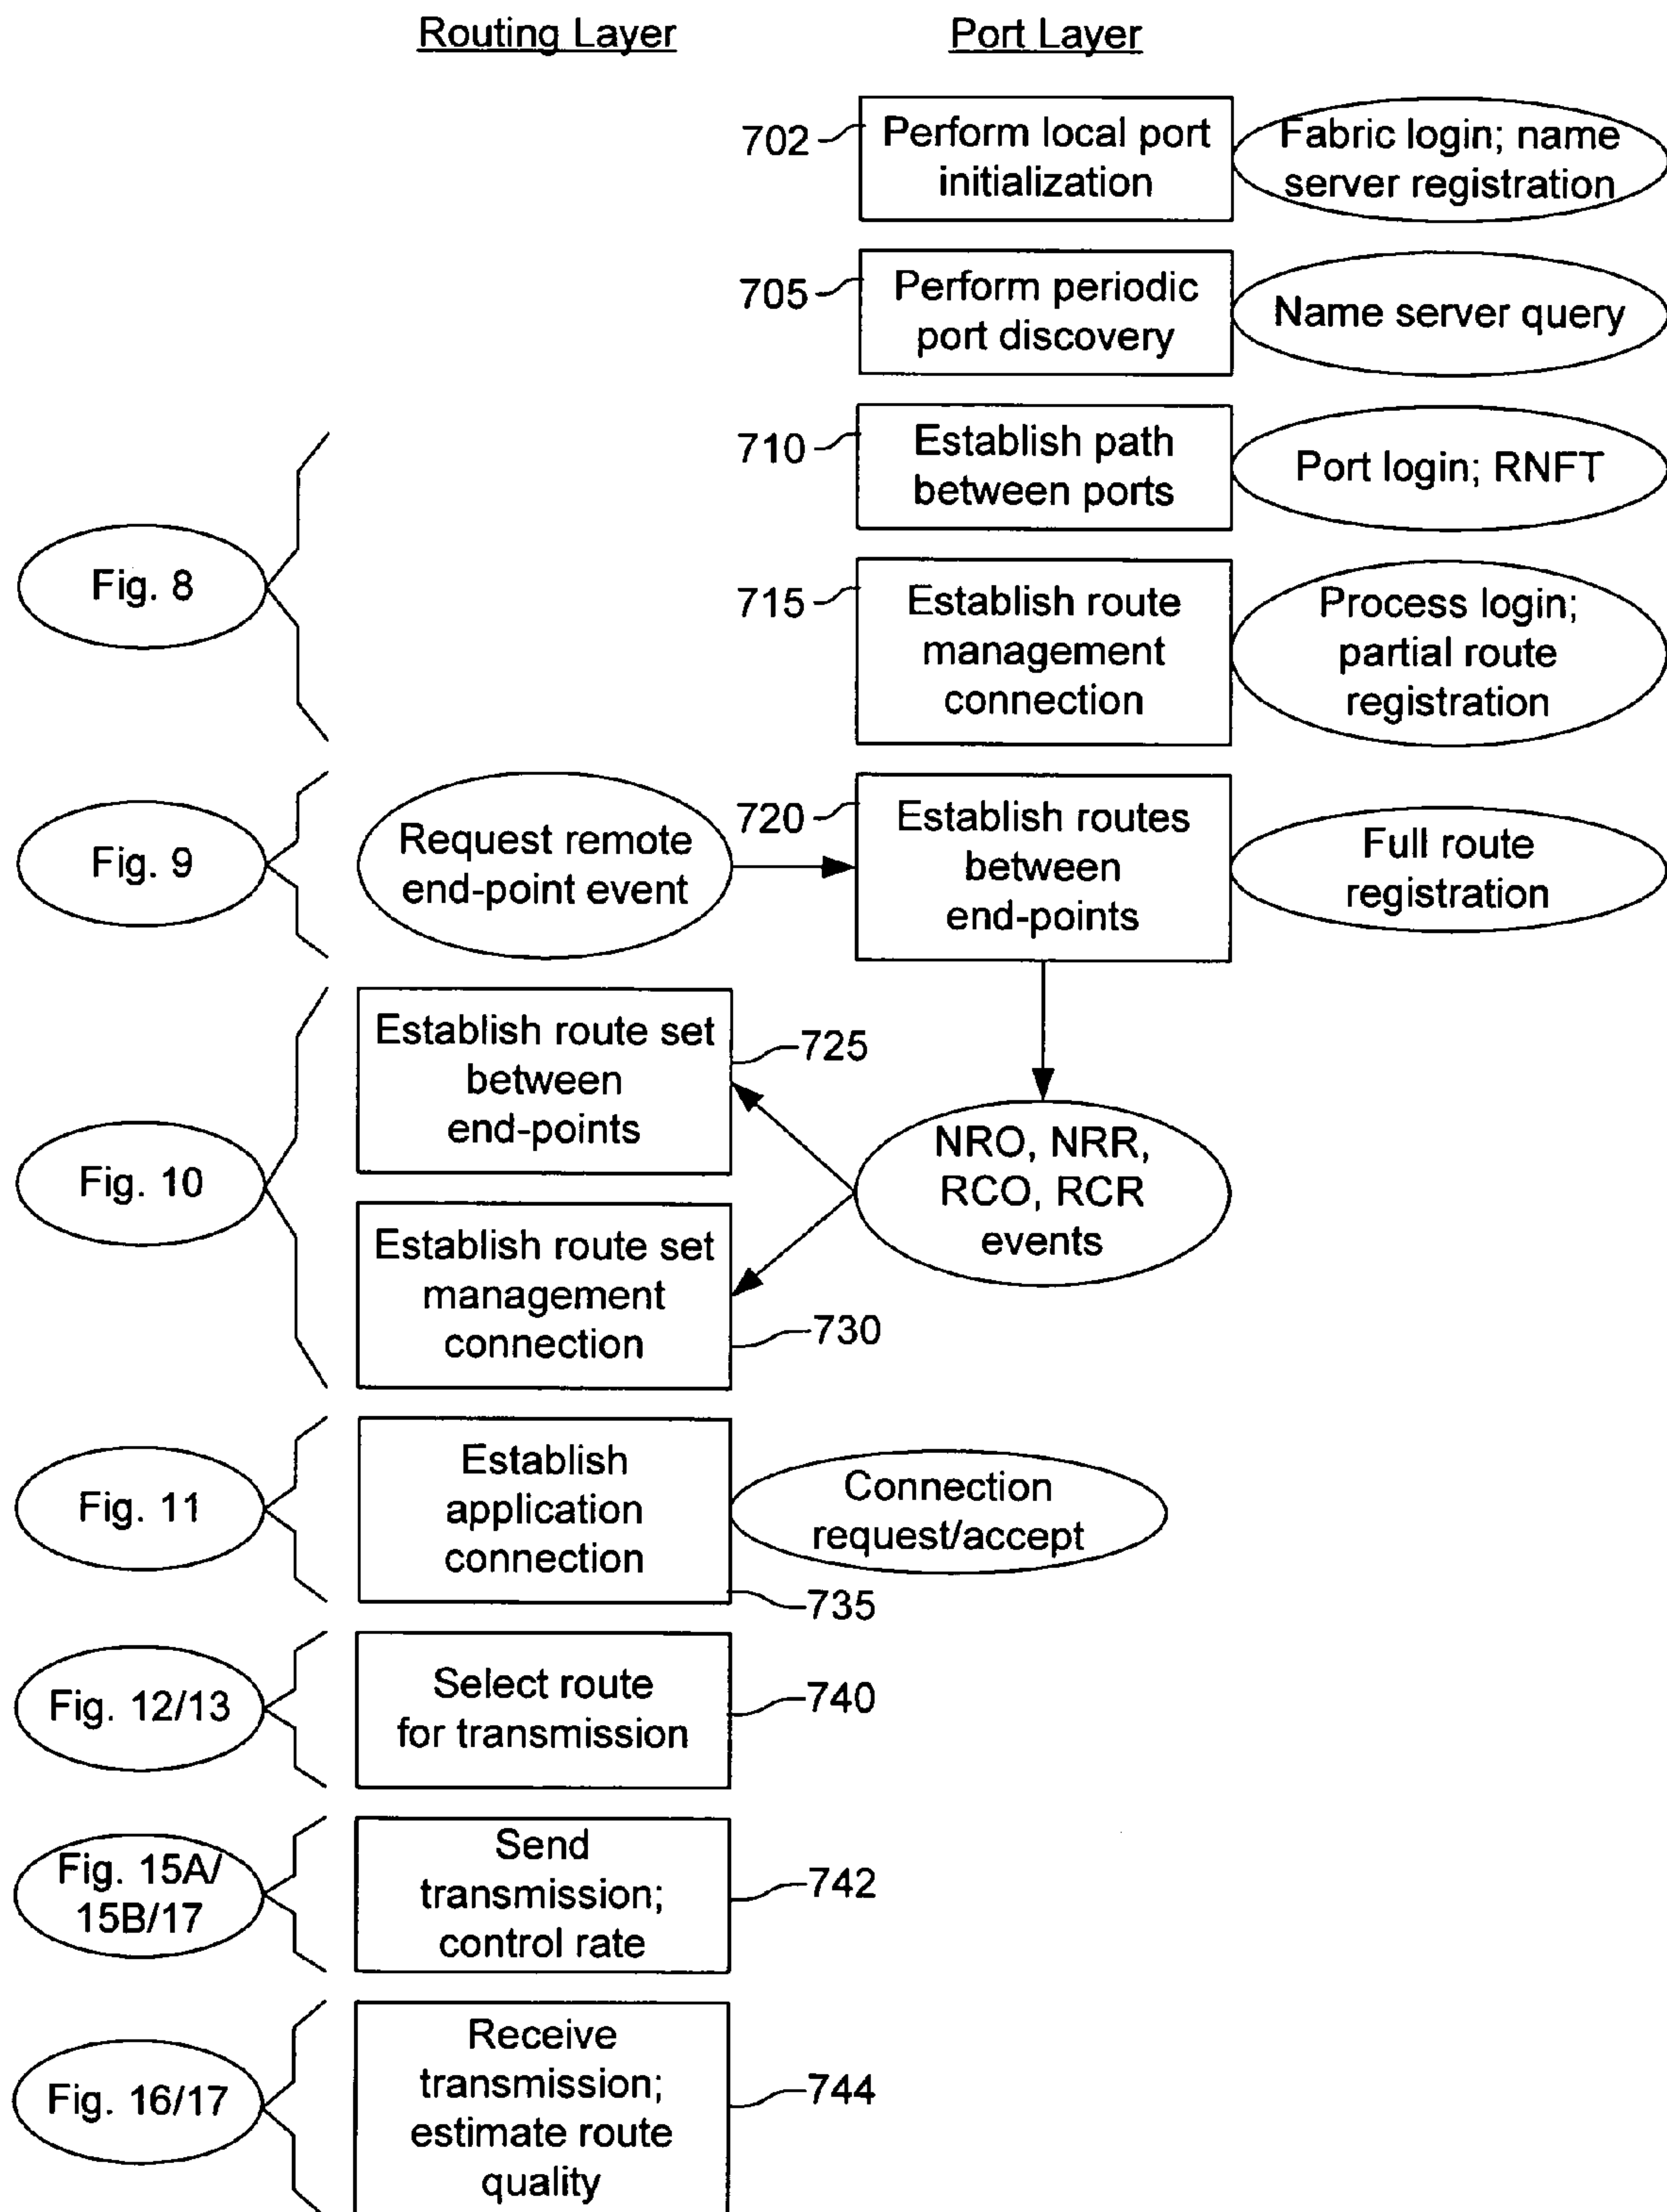 Routing Layer
Port Layer
702
Perform local port
initialization
Fabric login; name
server registration
705
Perform periodic
port discovery
Name server query
710
Establish path
between ports
Port login; RNFT
Fig. 8
715
Establish route
management
connection
Process login;
partial route
registration
Fig. 9
Request remote
end-point event
720
Establish routes
between
end-points
Full route
registration
Fig. 10
Establish route set
between
end-points
725
NRO, NRR,
RCO, RCR
events
Establish route set
management
connection
730
Fig. 11
Establish
application
connection
735
Connection
request/accept
Fig. 12/13
Select route
for transmission
740
Fig. 15A/
15B/17
Send
transmission;
control rate
742
Fig. 16/17
Receive
transmission;
estimate route
quality
744